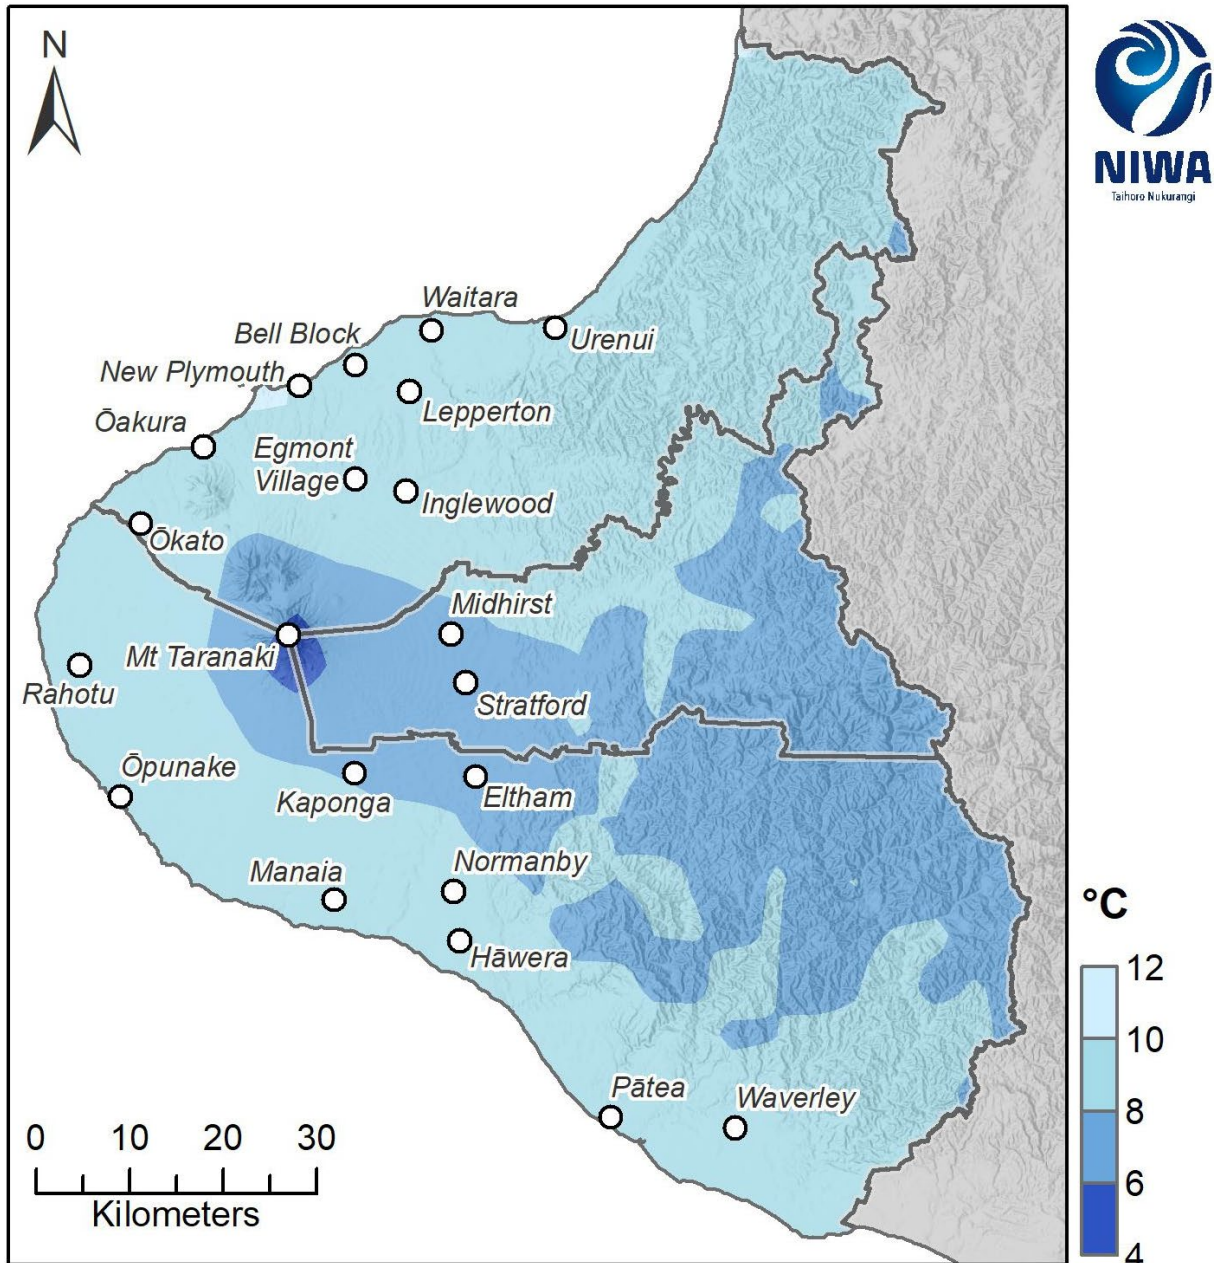 N
NIWA
Taihoro Nukurangi
Waitara
Bell Block
Urenui
New Plymouth
Lepperton
Ōakura
Egmont
Village
Inglewood
Ōkato
Midhirst
Mt Taranaki
Rahotu
Stratford
Ōpunake
Kaponga
Eltham
Manaia
Normanby
Hāwera
°C
12
10
8
6
4
Pātea
Waverley
0 10 20 30
Kilometers